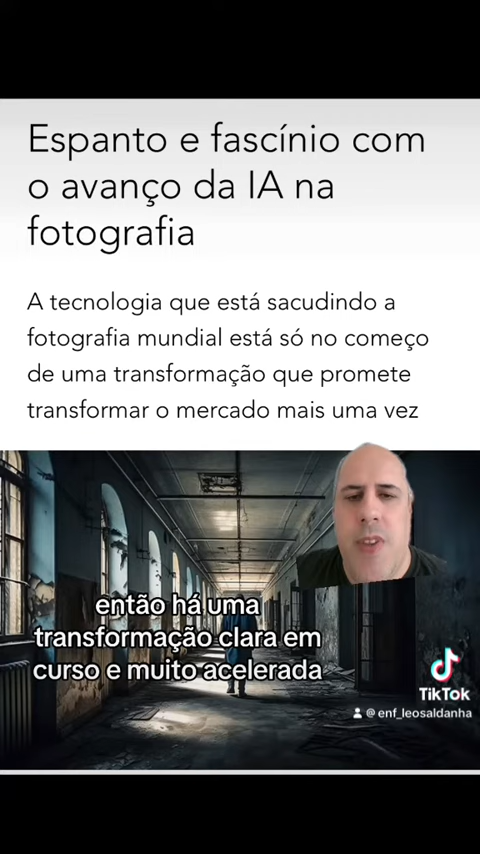 Espanto e fascínio com
o avanço da IA na
fotografia
A tecnologia que está sacudindo a
fotografia mundial está só no começo
de uma transformação que promete
transformar o mercado mais uma vez
então há uma
transformação clara em
curso e muito acelerada
TikTok
@enf_leosaldanha